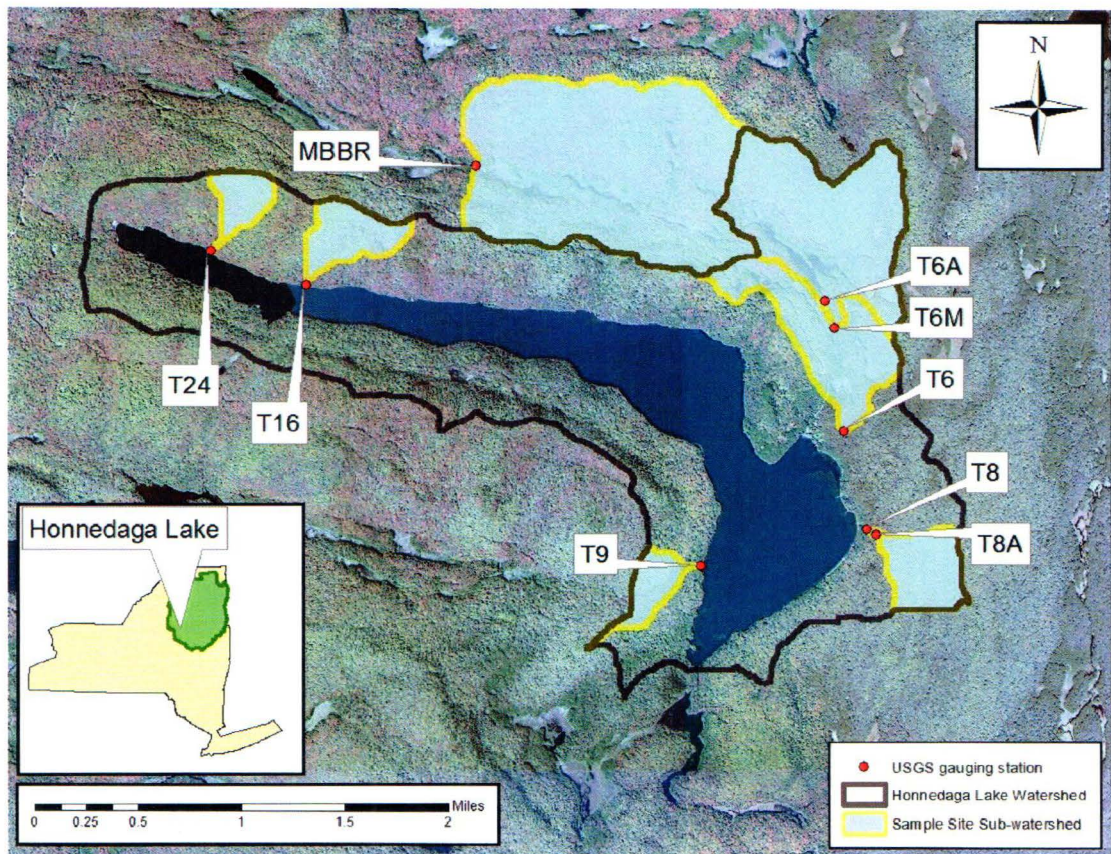 N
MBBR
T6A
T6M
T24
T16
T6
T8
T8A
T9
Honnedaga Lake
USGS gauging station
Honnedaga Lake Watershed
Sample Site Sub-watershed
Miles
0 0.25 0.5 1 1.5 2